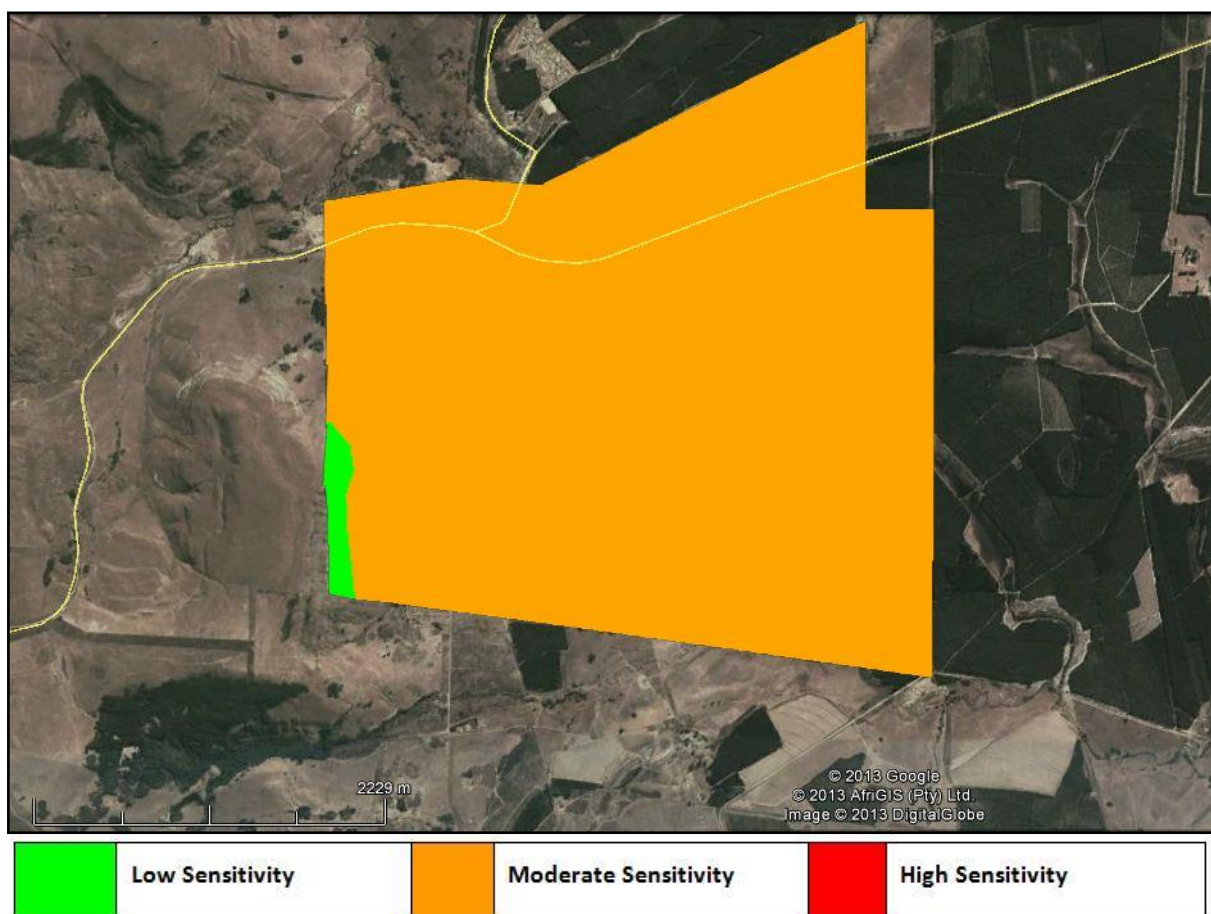 2229 m
© 2013 Google
© 2013 AfriGIS (Pty) Ltd.
Image © 2013 DigitalGlobe
Low Sensitivity
Moderate Sensitivity
High Sensitivity